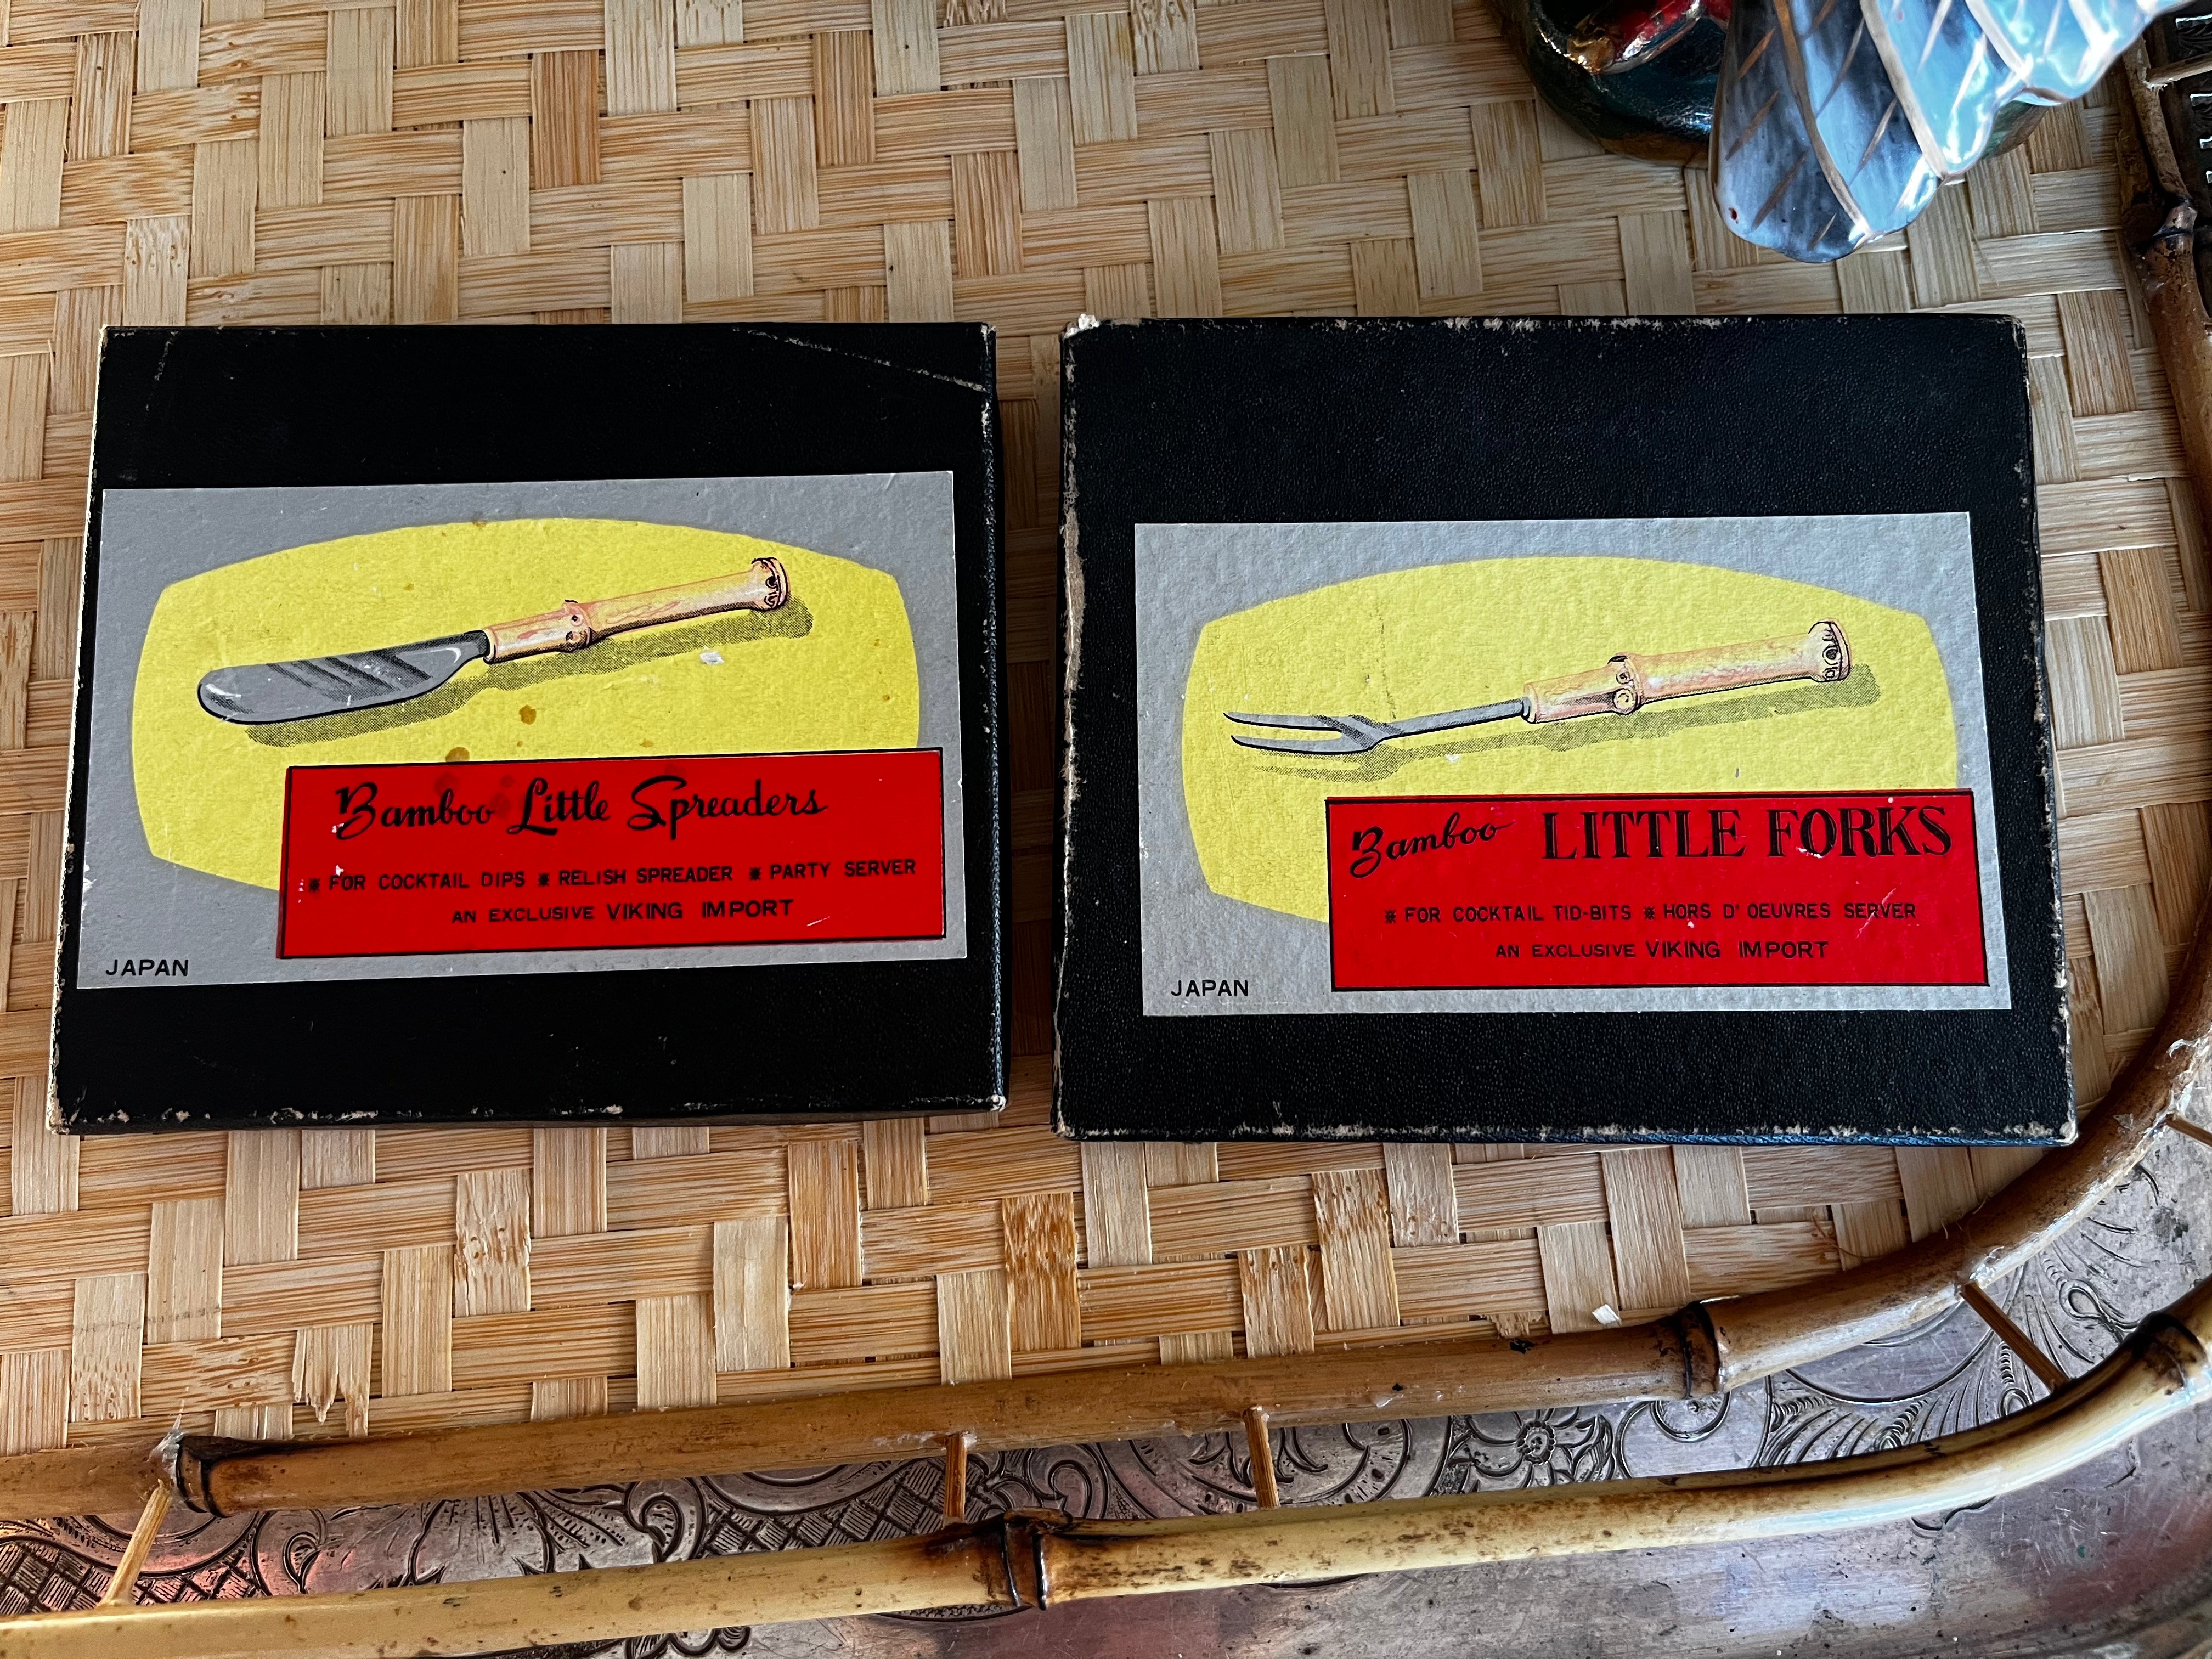 Bamboo Little Spreaders
※ FOR COCKTAIL DIPS ※ RELISH SPREADER ※ PARTY SERVER
AN EXCLUSIVE VIKING IMPORT
JAPAN
Bamboo LITTLE FORKS
※ FOR COCKTAIL TID-BITS ※ HORS D' OEUVRES SERVER
AN EXCLUSIVE VIKING IMPORT
JAPAN